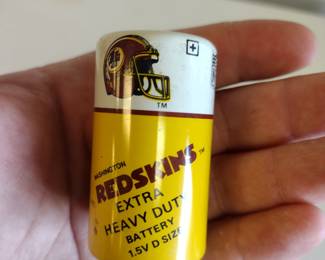 +
TM
WASHINGTON
REDSKINS™
EXTRA
HEAVY DUTY
BATTERY
1.5V D SIZE